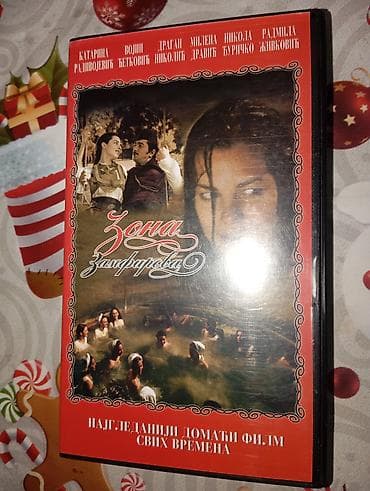 КАТАРИНА ВОЈИН ДРАГАН МИЛЕНА НИКОЛА РАДМИЛА
РАДИВОЈЕВИЋ ЋЕТКОВИЋ НИКОЛИЋ ДРАВИЋ ЂУРИЧКО ЖИВКОВИЋ
Зона
Замфирова
НАЈГЛЕДАНИЈИ ДОМАЋИ ФИЛМ
СВИХ ВРЕМЕНА